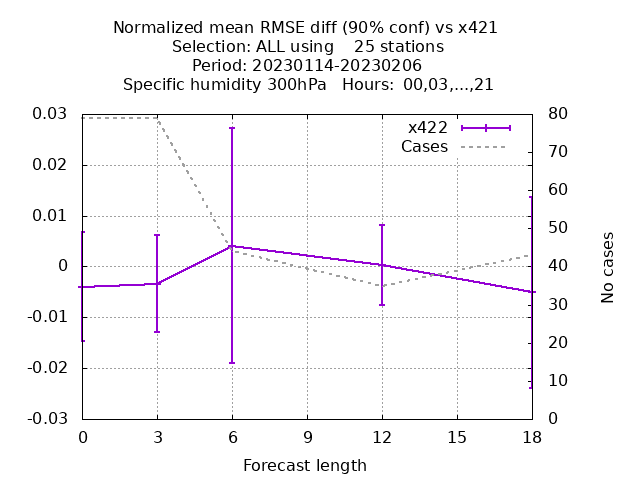 Normalized mean RMSE diff (90% conf) vs x421
Selection: ALL using    25 stations
Period: 20230114-20230206
Specific humidity 300hPa   Hours:  00,03,...,21
x422
Cases
0.03
0.02
0.01
0
-0.01
-0.02
-0.03
80
70
60
50
40
30
20
10
0
No cases
0 3 6 9 12 15 18
Forecast length